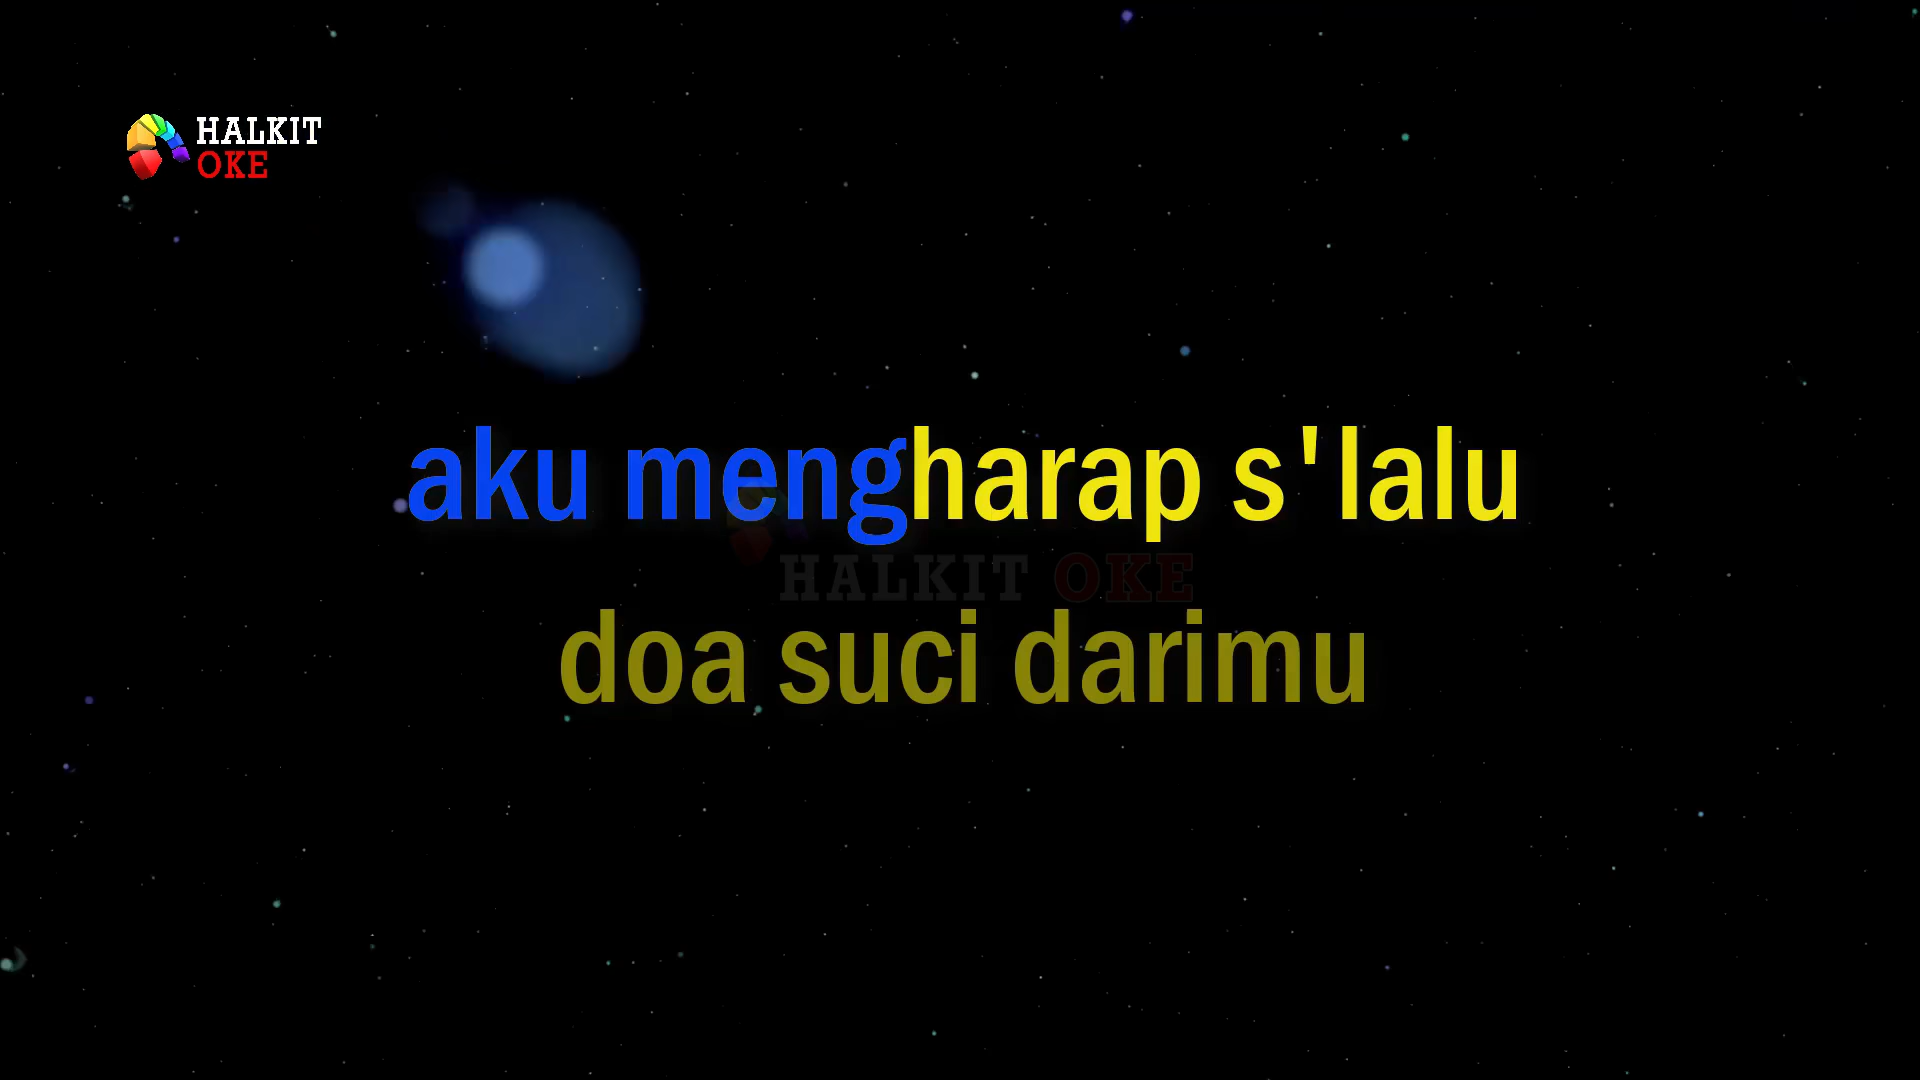 HALKIT
OKE
aku mengharap s'lalu
HALKIT OKE
doa suci darimu